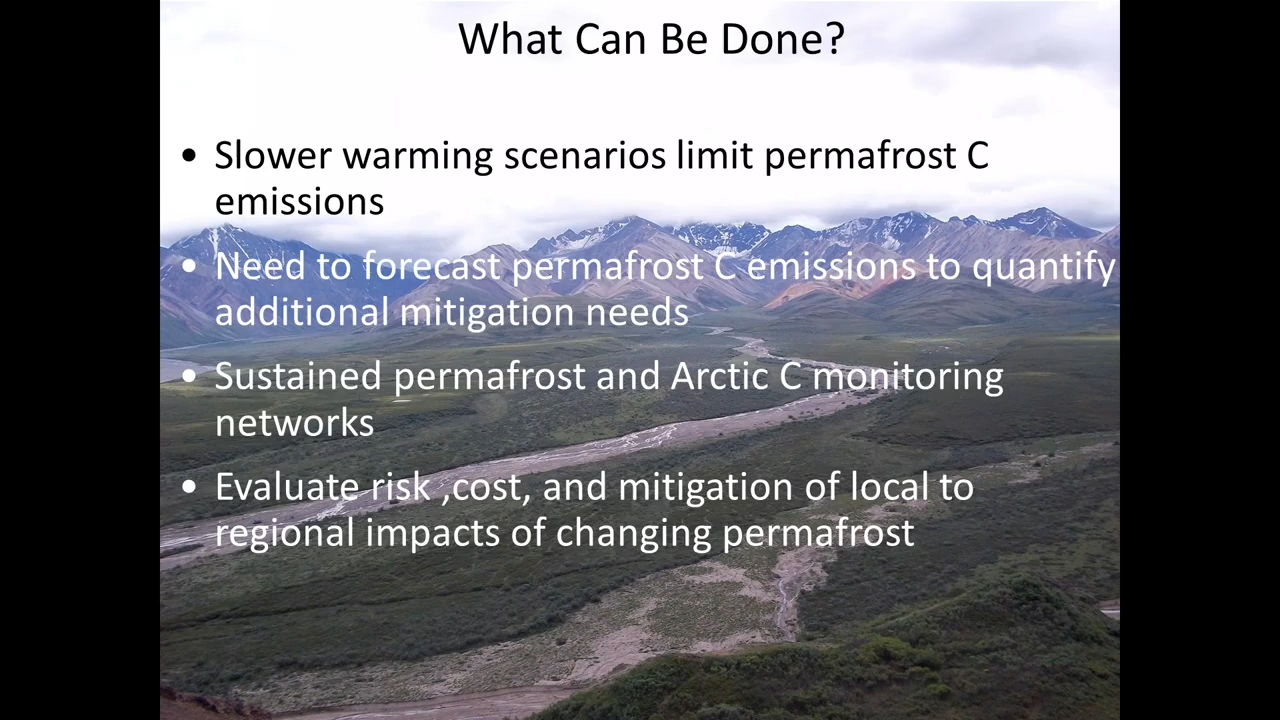 What Can Be Done?
• Slower warming scenarios limit permafrost C
emissions
• Need to forecast permafrost C emissions to quantify
additional mitigation needs
• Sustained permafrost and Arctic C monitoring
networks
• Evaluate risk ,cost, and mitigation of local to
regional impacts of changing permafrost